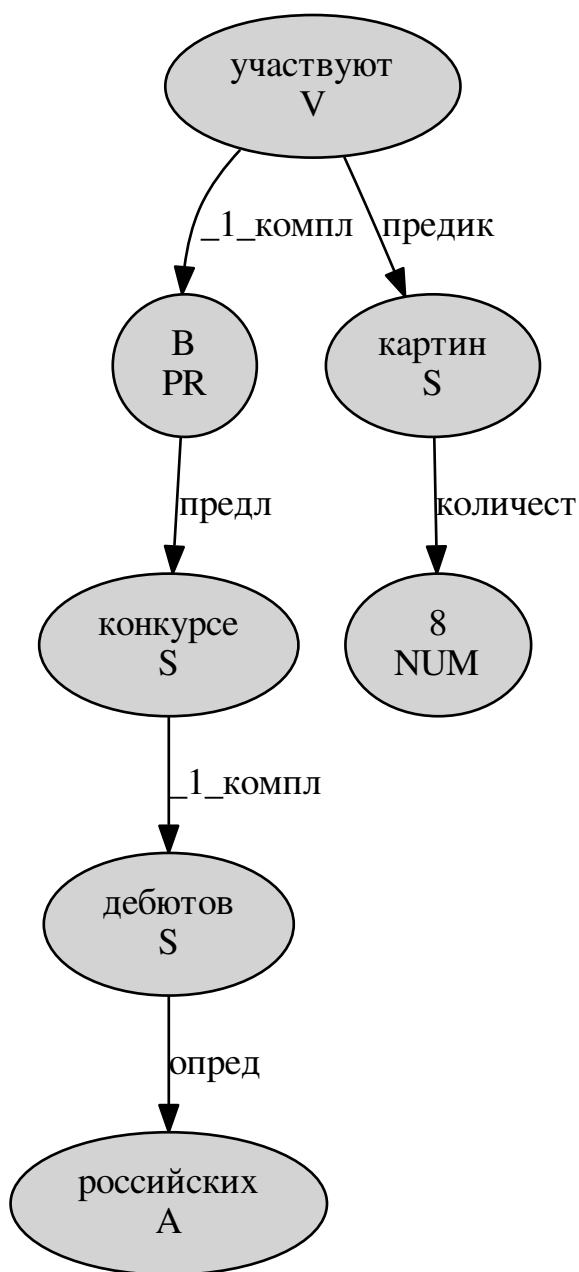 участвуют
V
_1_компл предик
В
PR
картин
S
предл
количест
конкурсе
S
8
NUM
_1_компл
дебютов
S
опред
российских
A